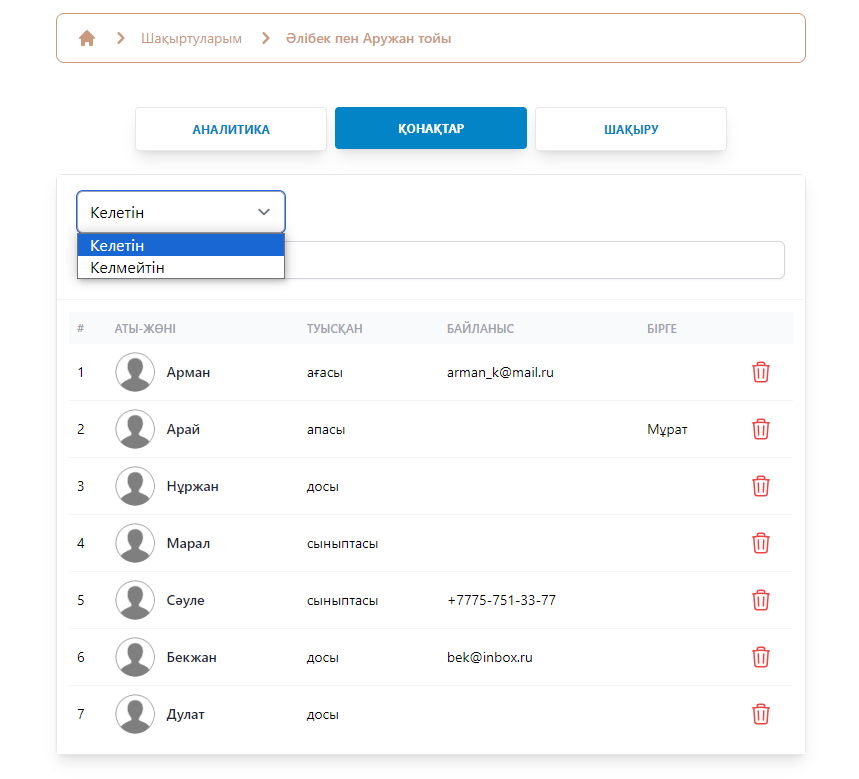 Шақыртуларым Әлібек пен Аружан тойы
АНАЛИТИКА ҚОНАҚТАР ШАҚЫРУ
Келетін
Келетін
Келмейтін
# АТЫ-ЖӨНІ ТУЫСҚАН БАЙЛАНЫС БІРГЕ
1 Арман ағасы arman_k@mail.ru
2 Арай апасы Мұрат
3 Нұржан досы
4 Марал сыныптасы
5 Сәуле сыныптасы +7775-751-33-77
6 Бекжан досы bek@inbox.ru
7 Дулат досы